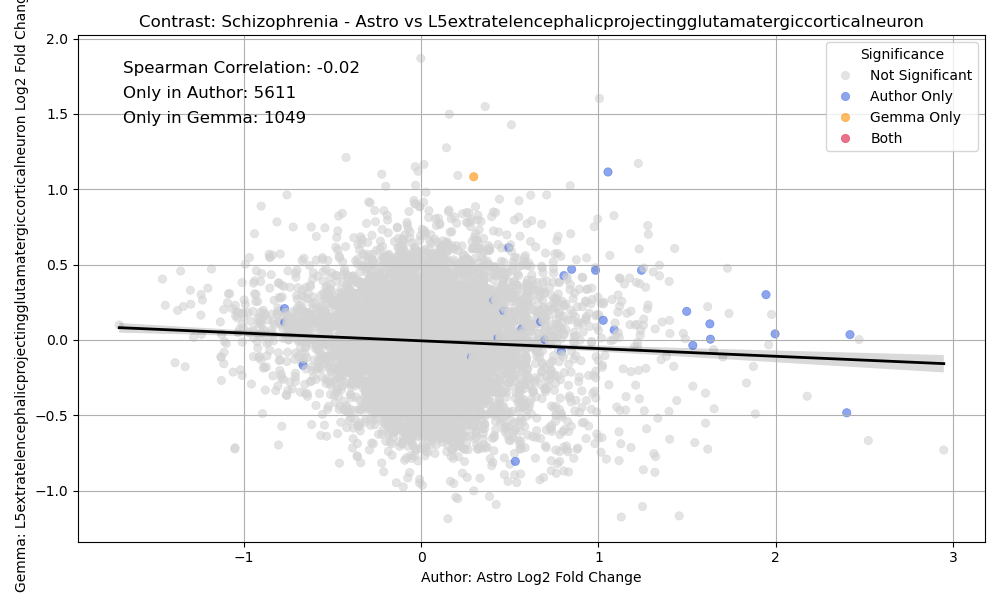 Contrast: Schizophrenia - Astro vs L5extratelencephalicprojectingglutamatergiccorticalneuron
Gemma: L5extratelencephalicprojectingglutamatergiccorticalneuron Log2 Fold Chang
2.0
1.5
1.0
0.5
0.0
−0.5
−1.0
Spearman Correlation: -0.02
Only in Author: 5611
Only in Gemma: 1049
Significance
Not Significant
Author Only
Gemma Only
Both
−1
0
1
2
3
Author: Astro Log2 Fold Change